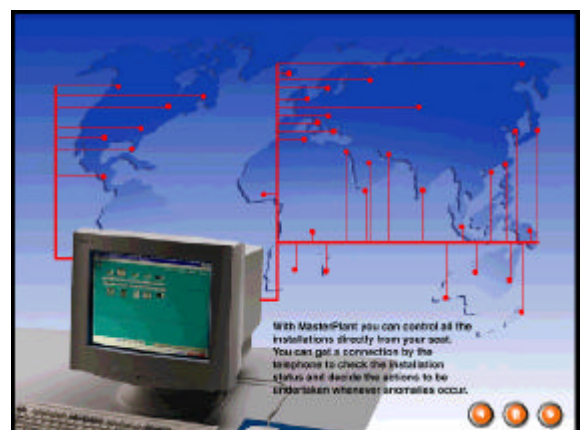 With MasterPlant you can control all the
installations directly from your seat.
You can get a connection by the
telephone to check the installation
status and decide the actions to be
undertaken whenever anomalies occur.